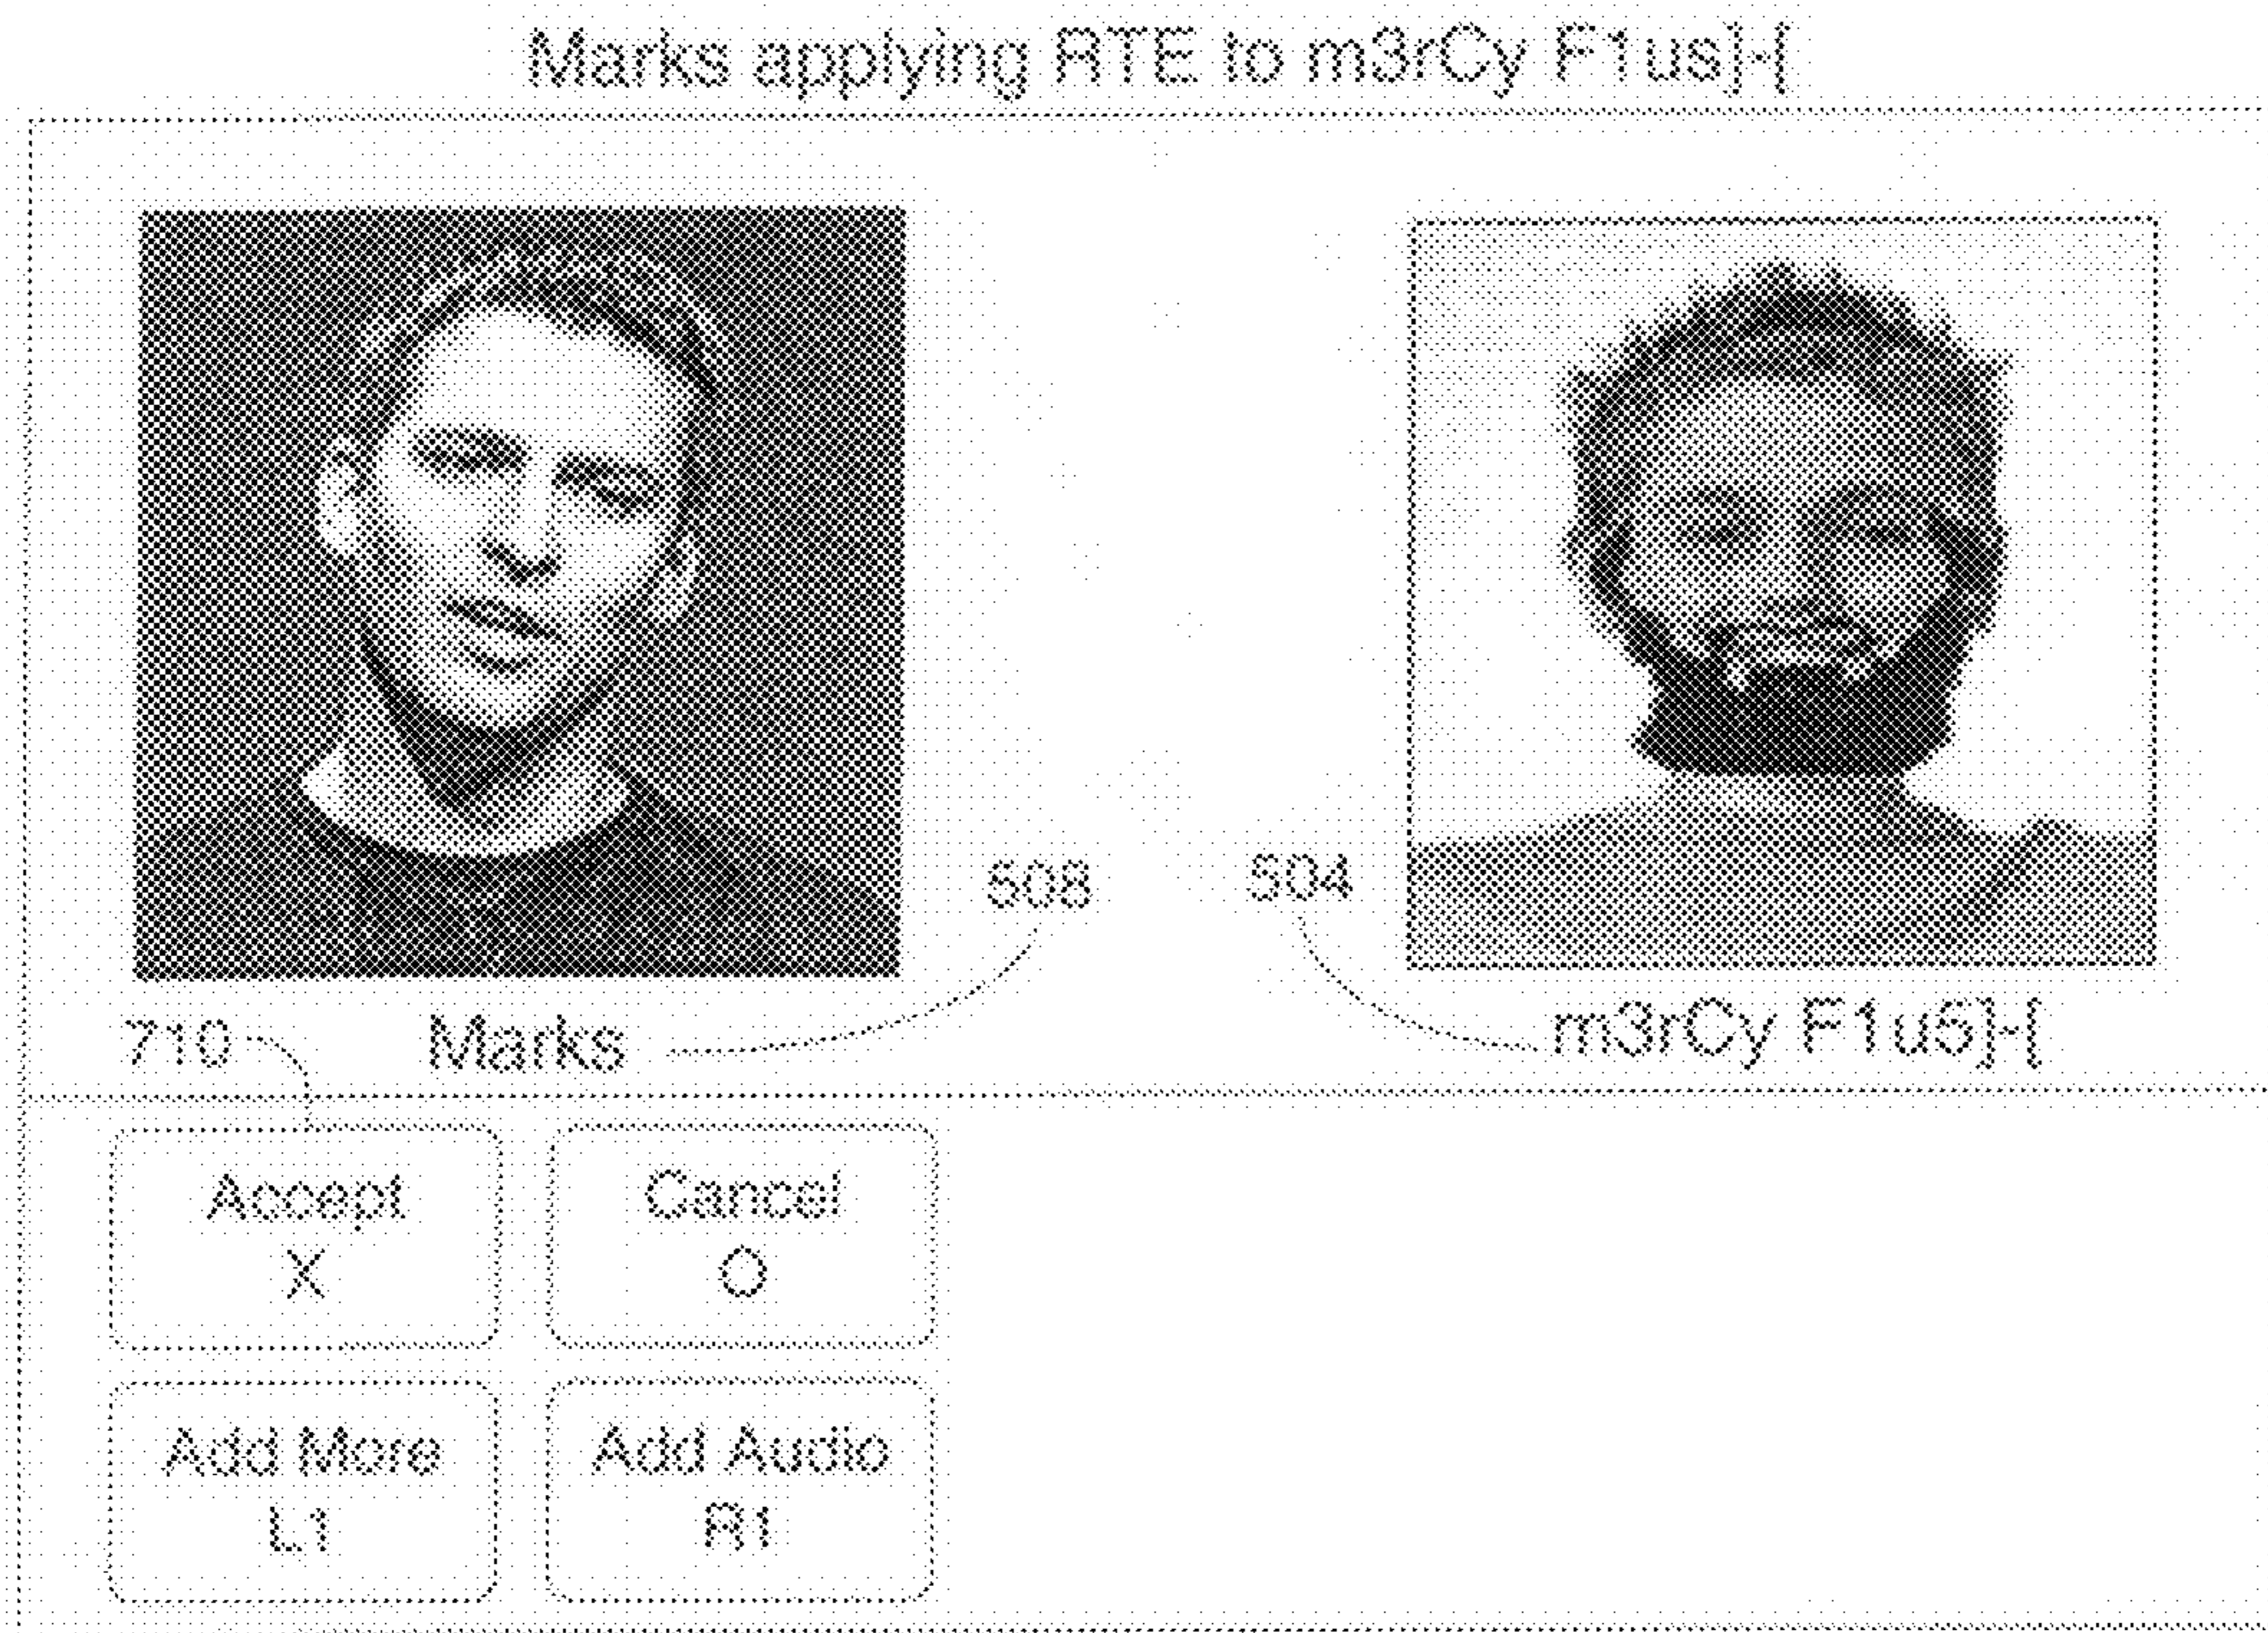 Marks applying RTE to m3rCy F1us]-[
508
504
710
Marks
m3rCy F1u5]-[
Accept
X
Cancel
O
Add More
L1
Add Audio
R1